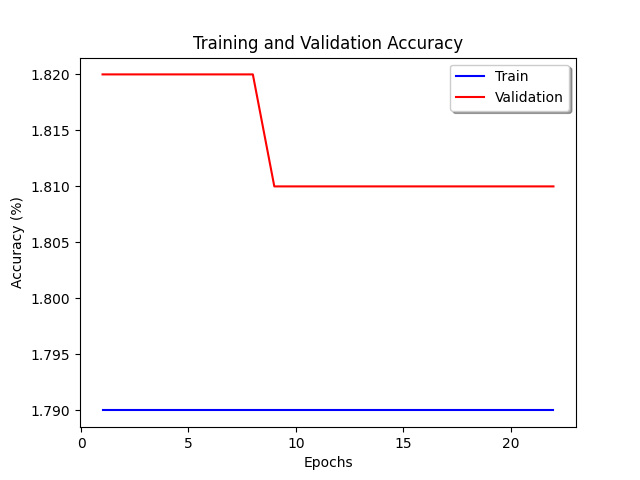 Training and Validation Accuracy
Train
Validation
Accuracy (%)
1.820
1.815
1.810
1.805
1.800
1.795
1.790
0 5 10 15 20
Epochs